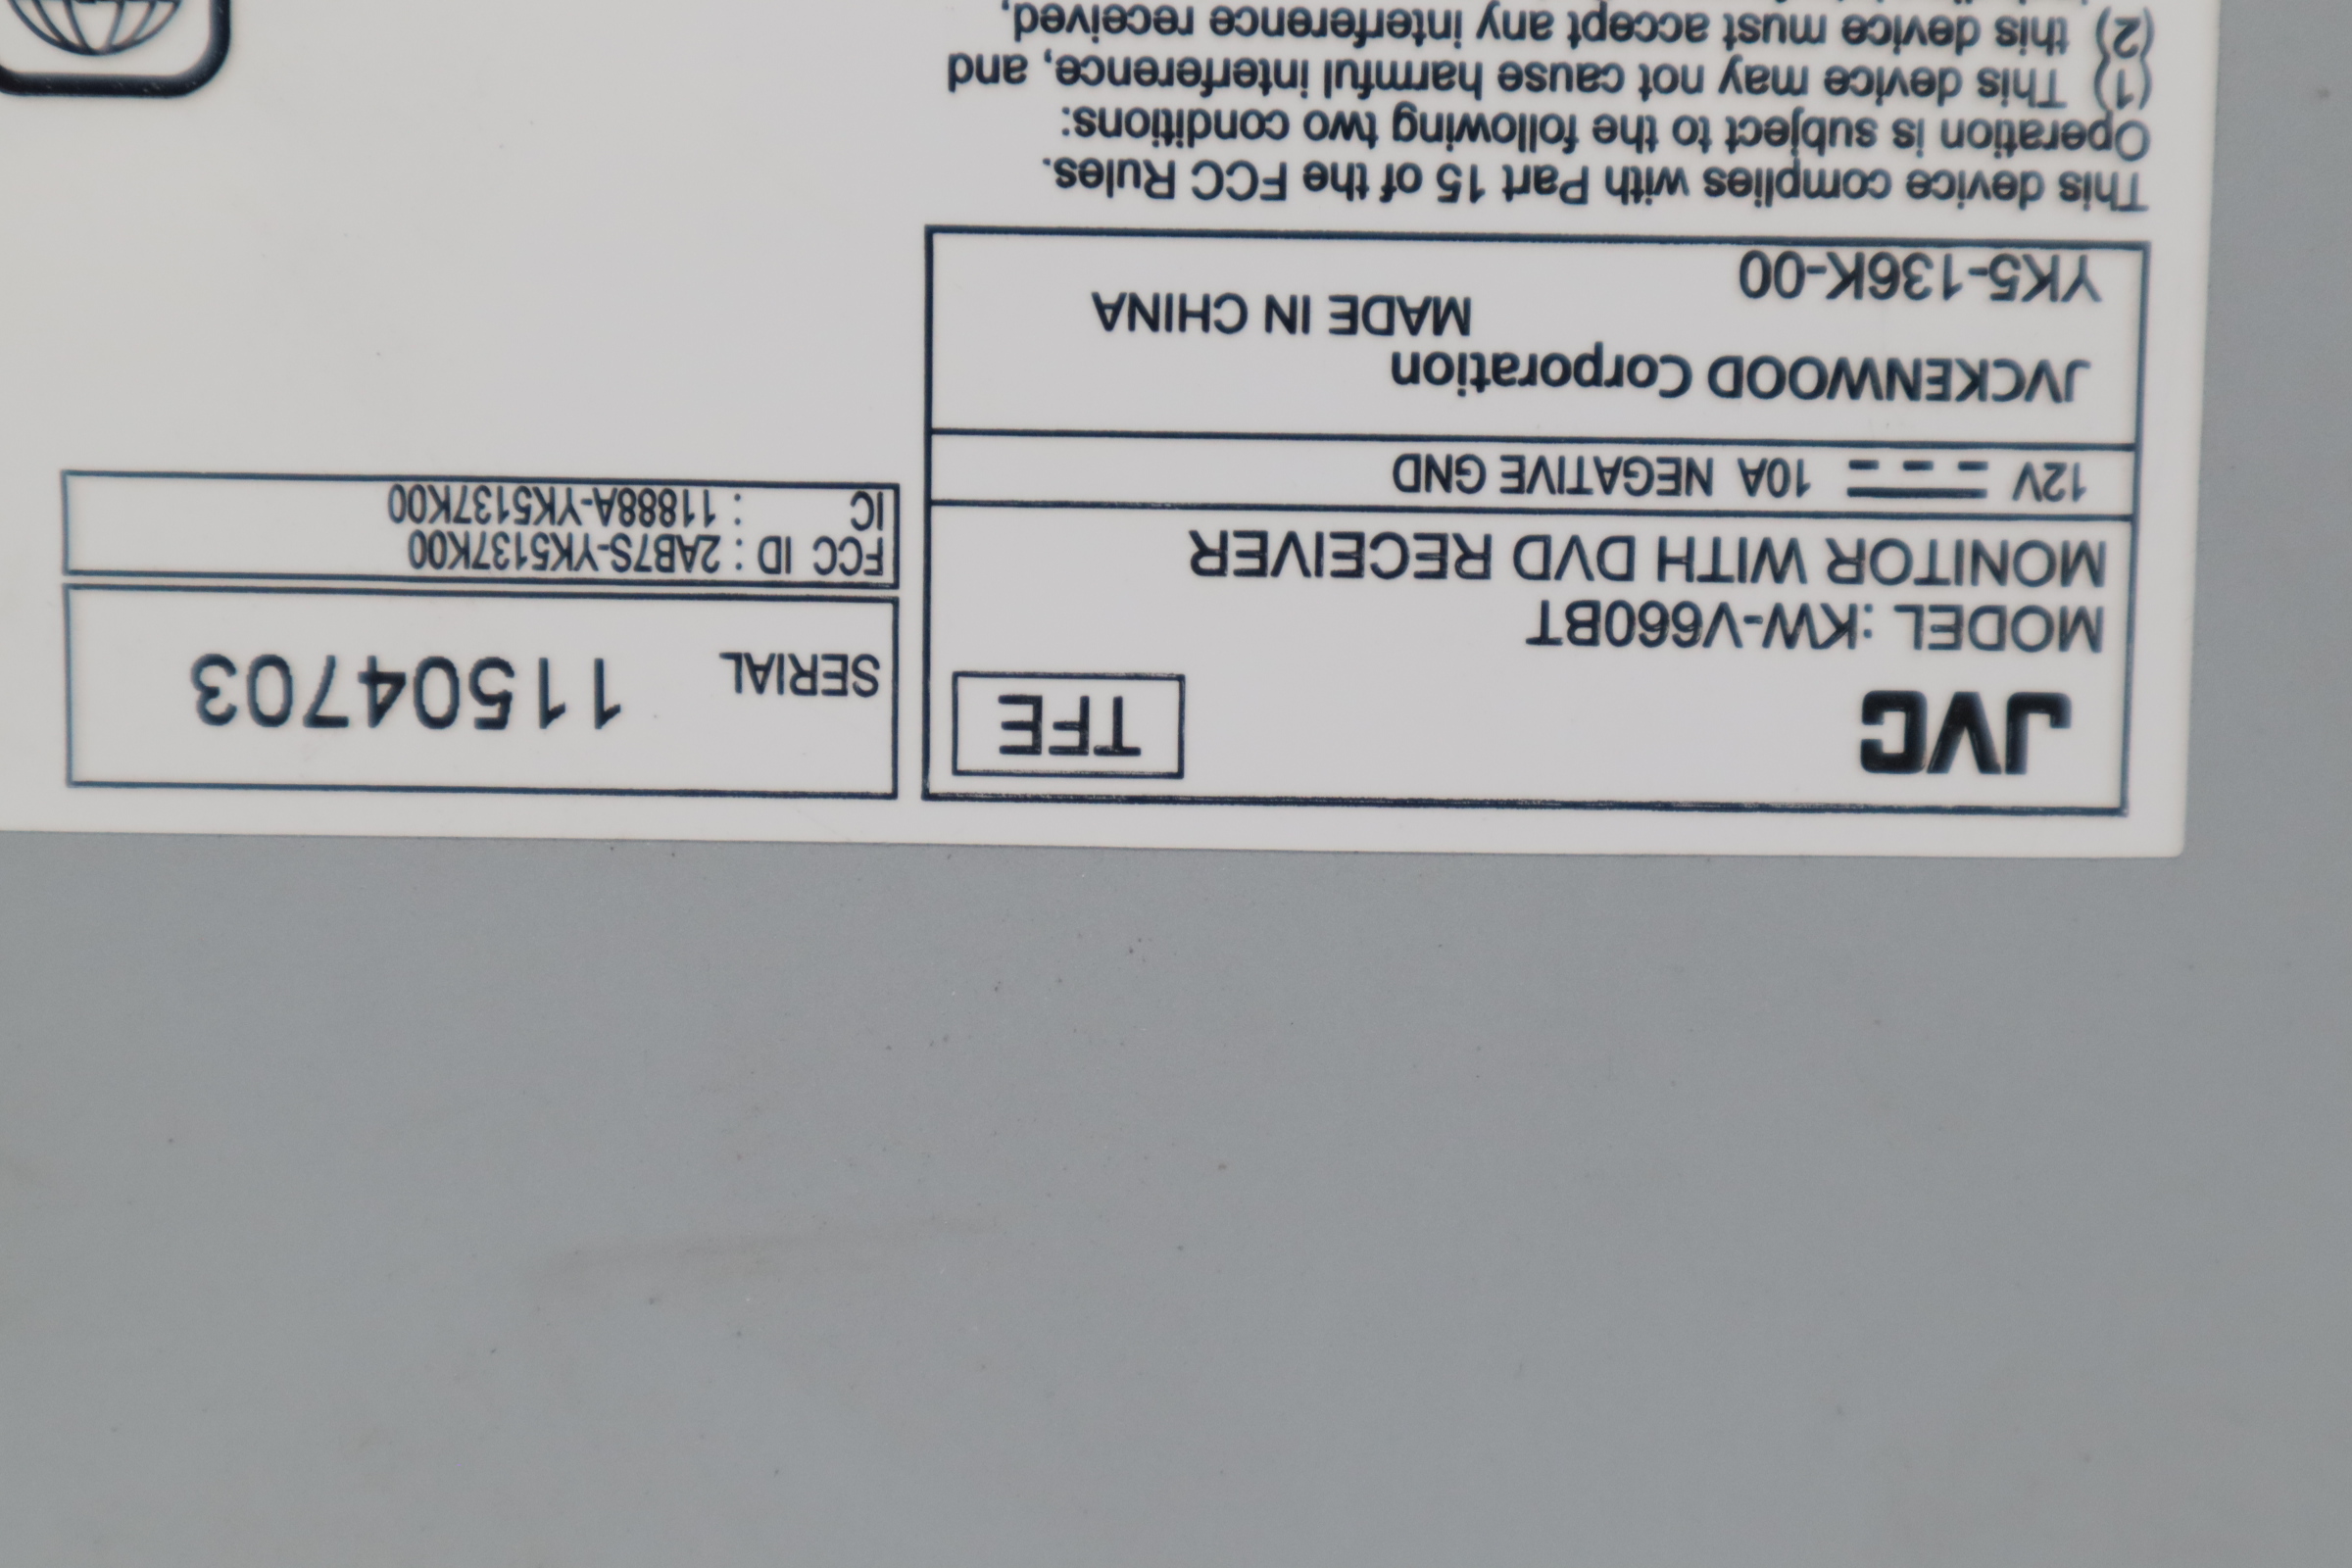 JVC
TFE
MODEL :KW-V660BT
MONITOR WITH DVD RECEIVER
12V 10A NEGATIVE GND
JVCKENWOOD Corporation
MADE IN CHINA
YK5-136K-00
SERIAL 11504703
FCC ID : 2AB7S-YK5137K00
IC : 11888A-YK5137K00
This device complies with Part 15 of the FCC Rules.
Operation is subject to the following two conditions:
(1) This device may not cause harmful interference, and
(2) this device must accept any interference received,